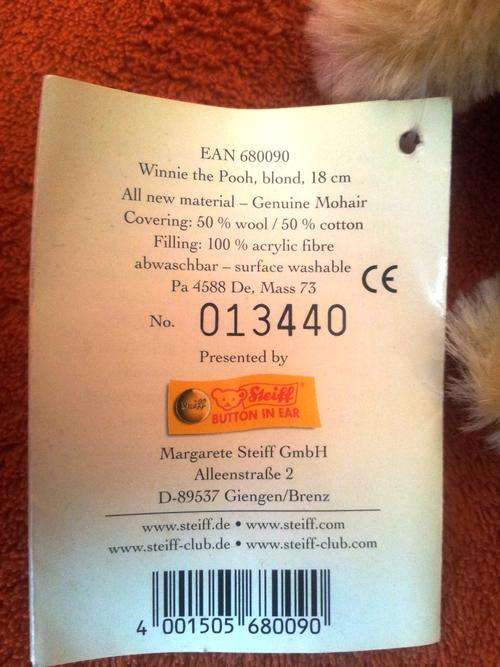 EAN 680090
Winnie the Pooh, blond, 18 cm
All new material – Genuine Mohair
Covering: 50 % wool / 50 % cotton
Filling: 100 % acrylic fibre
abwaschbar – surface washable
CE
Pa 4588 De, Mass 73
No. 013440
Presented by
Steiff
BUTTON IN EAR
Margarete Steiff GmbH
Alleenstraße 2
D-89537 Giengen/Brenz
www.steiff.de • www.steiff.com
www.steiff-club.de • www.steiff-club.com
4 001505 680090